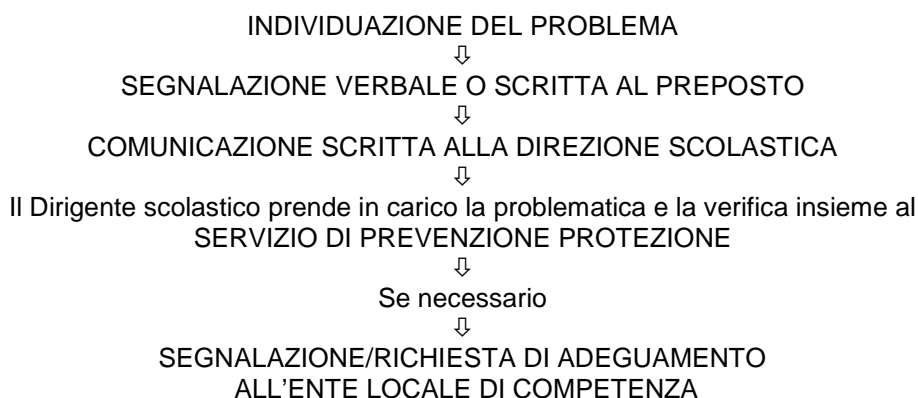 INDIVIDUAZIONE DEL PROBLEMA
⇩
SEGNALAZIONE VERBALE O SCRITTA AL PREPOSTO
⇩
COMUNICAZIONE SCRITTA ALLA DIREZIONE SCOLASTICA
⇩
Il Dirigente scolastico prende in carico la problematica e la verifica insieme al
SERVIZIO DI PREVENZIONE PROTEZIONE
⇩
Se necessario
⇩
SEGNALAZIONE/RICHIESTA DI ADEGUAMENTO
ALL’ENTE LOCALE DI COMPETENZA